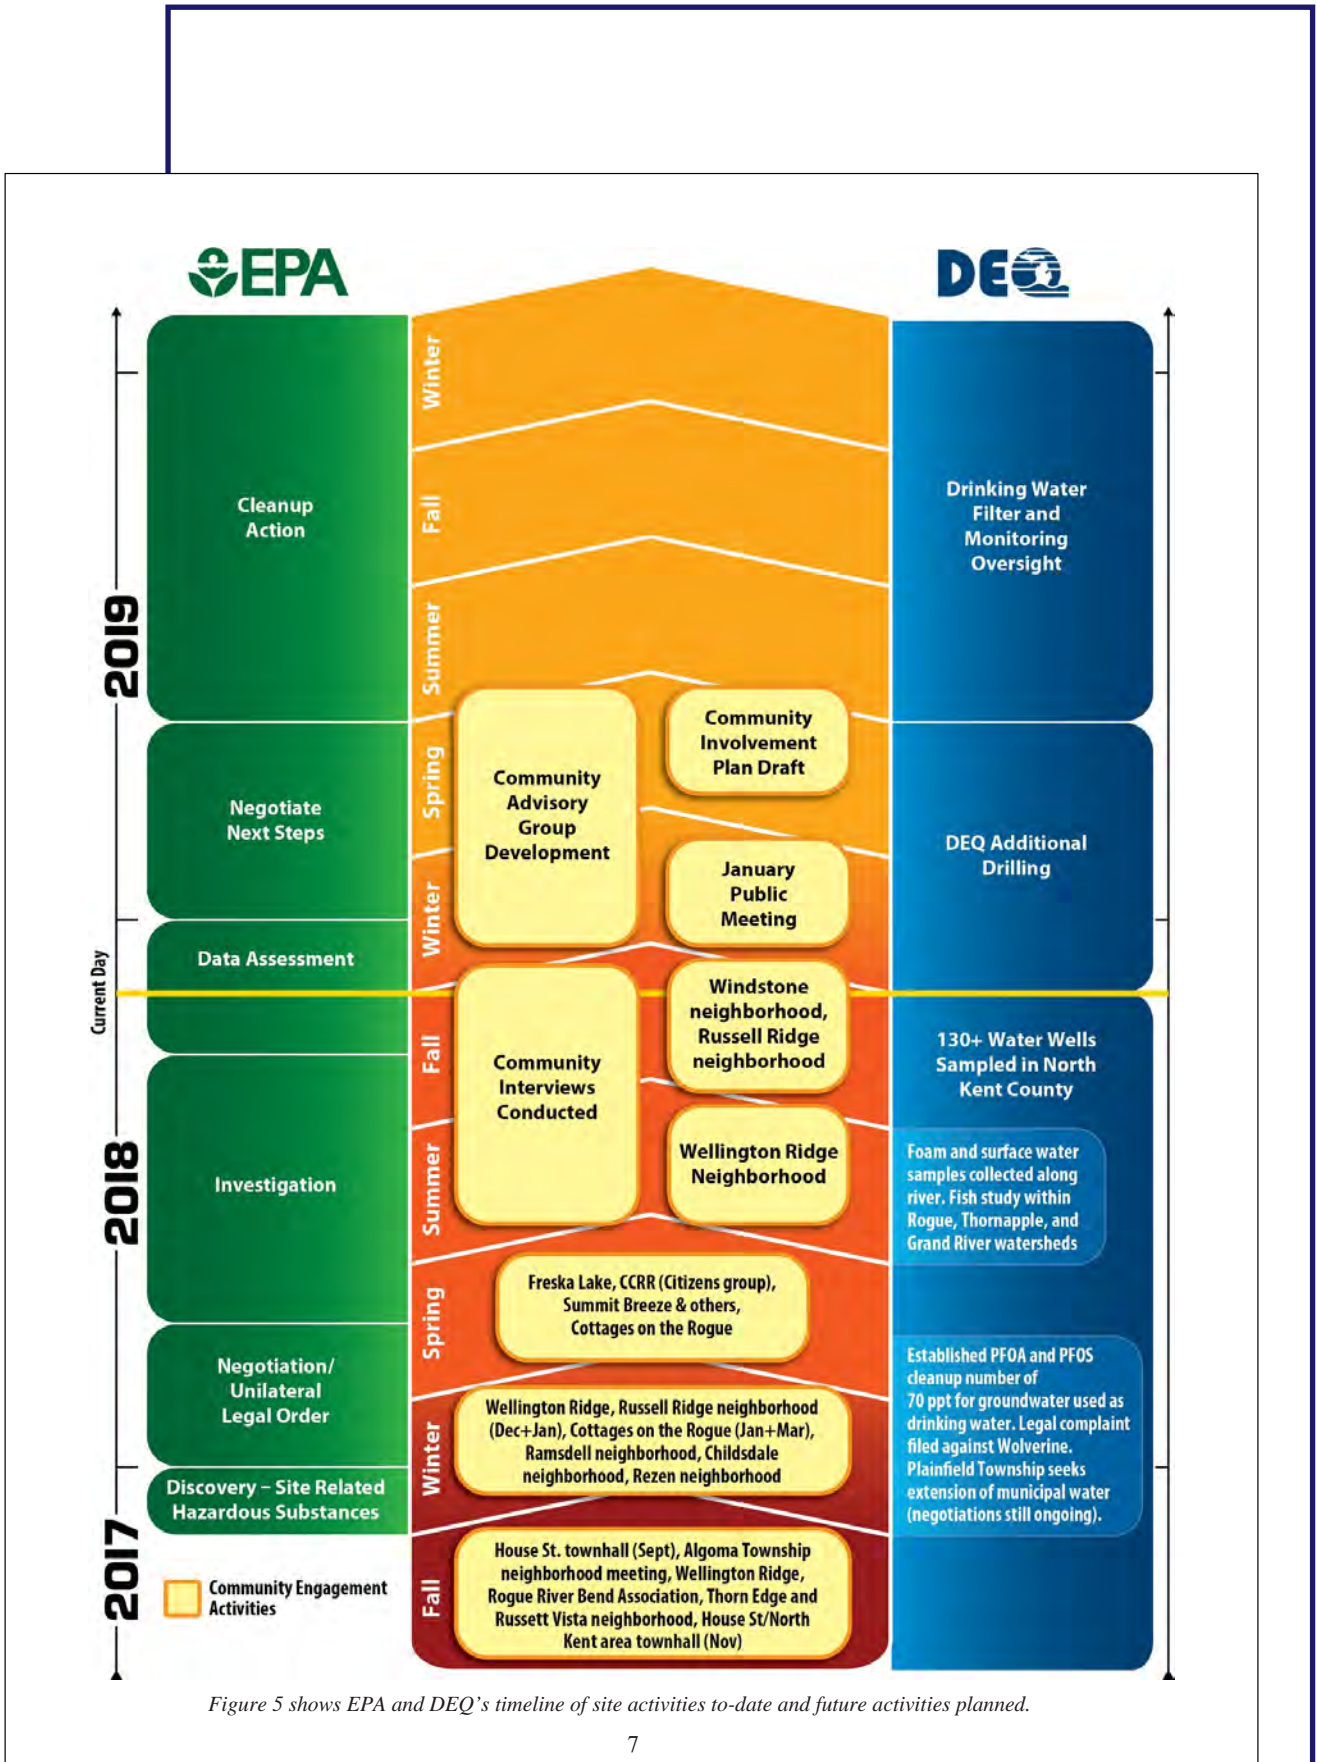 EPA
DEQ
2019
2018
2017
Current Day
Cleanup
Action
Negotiate
Next Steps
Data Assessment
Investigation
Negotiation/
Unilateral
Legal Order
Discovery – Site Related
Hazardous Substances
Community Engagement
Activities
Winter
Fall
Summer
Spring
Winter
Fall
Summer
Spring
Winter
Fall
Community
Advisory
Group
Development
Community
Involvement
Plan Draft
January
Public
Meeting
Community
Interviews
Conducted
Windstone
neighborhood,
Russell Ridge
neighborhood
Wellington Ridge
Neighborhood
Freska Lake, CCRR (Citizens group),
Summit Breeze & others,
Cottages on the Rogue
Wellington Ridge, Russell Ridge neighborhood
(Dec+Jan), Cottages on the Rogue (Jan+Mar),
Ramsdell neighborhood, Childsdale
neighborhood, Rezen neighborhood
House St. townhall (Sept), Algoma Township
neighborhood meeting, Wellington Ridge,
Rogue River Bend Association, Thorn Edge and
Russett Vista neighborhood, House St/North
Kent area townhall (Nov)
Drinking Water
Filter and
Monitoring
Oversight
DEQ Additional
Drilling
130+ Water Wells
Sampled in North
Kent County
Foam and surface water
samples collected along
river. Fish study within
Rogue, Thornapple, and
Grand River watersheds
Established PFOA and PFOS
cleanup number of
70 ppt for groundwater used as
drinking water. Legal complaint
filed against Wolverine.
Plainfield Township seeks
extension of municipal water
(negotiations still ongoing).
Figure 5 shows EPA and DEQ's timeline of site activities to-date and future activities planned.
7